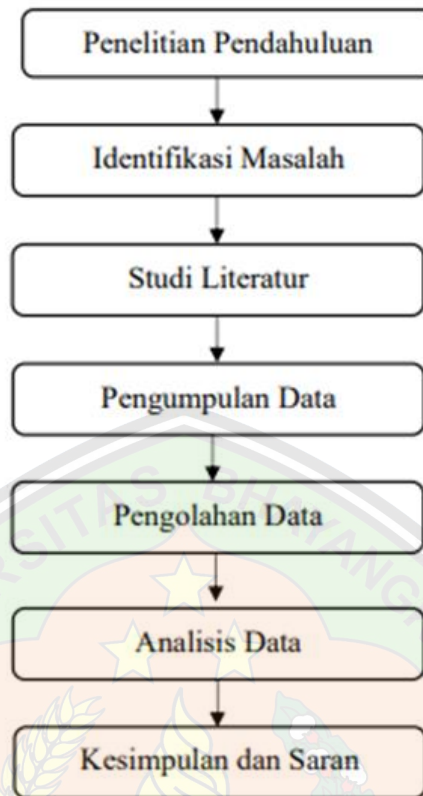 Penelitian Pendahuluan
Identifikasi Masalah
Studi Literatur
Pengumpulan Data
Pengolahan Data
Analisis Data
Kesimpulan dan Saran